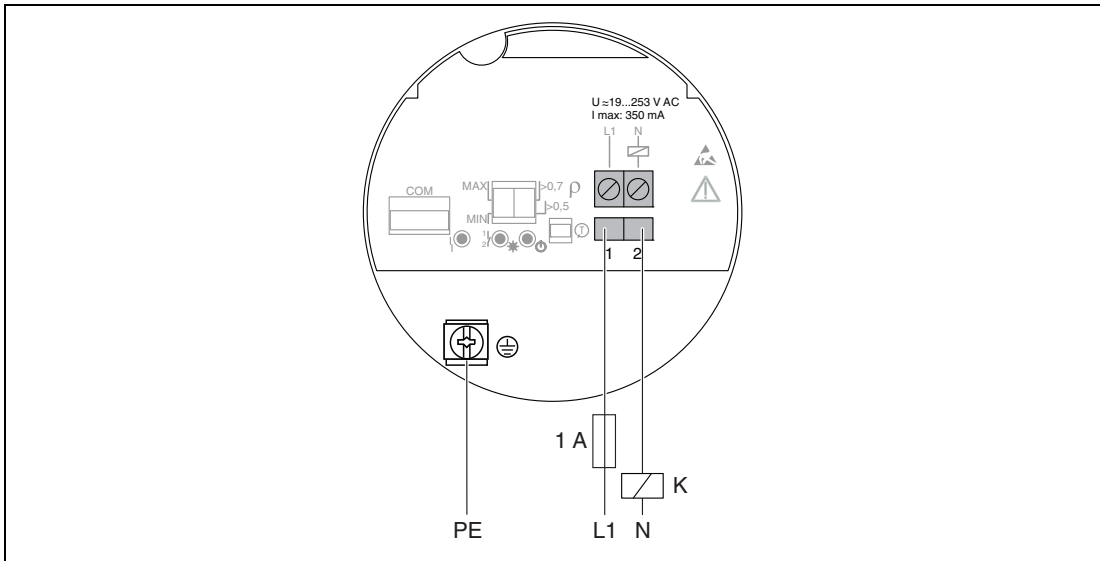 U ≈19...253 V AC
I max: 350 mA
L1 N
COM
MAX >0,7 ρ
>0,5
MIN
1
2
T
1 2
1 A
K
PE L1 N